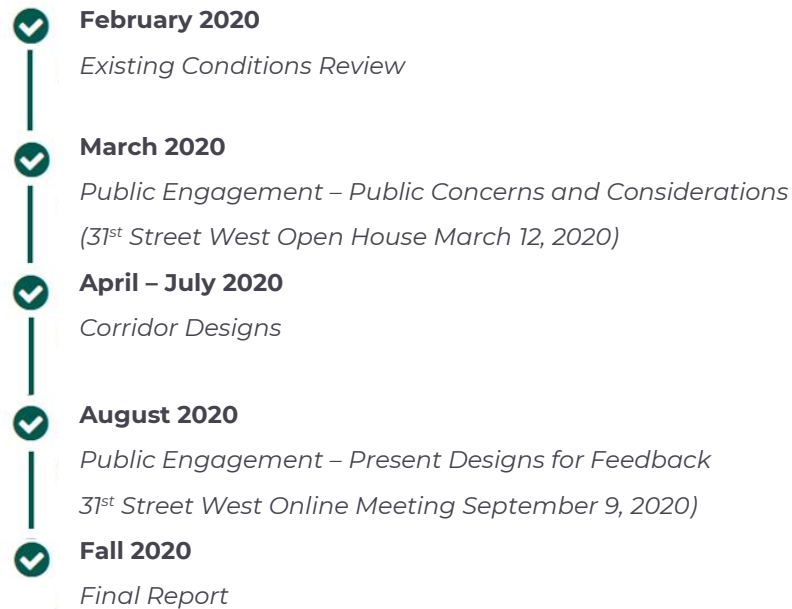 February 2020
Existing Conditions Review
March 2020
Public Engagement – Public Concerns and Considerations
(31st Street West Open House March 12, 2020)
April – July 2020
Corridor Designs
August 2020
Public Engagement – Present Designs for Feedback
31st Street West Online Meeting September 9, 2020)
Fall 2020
Final Report